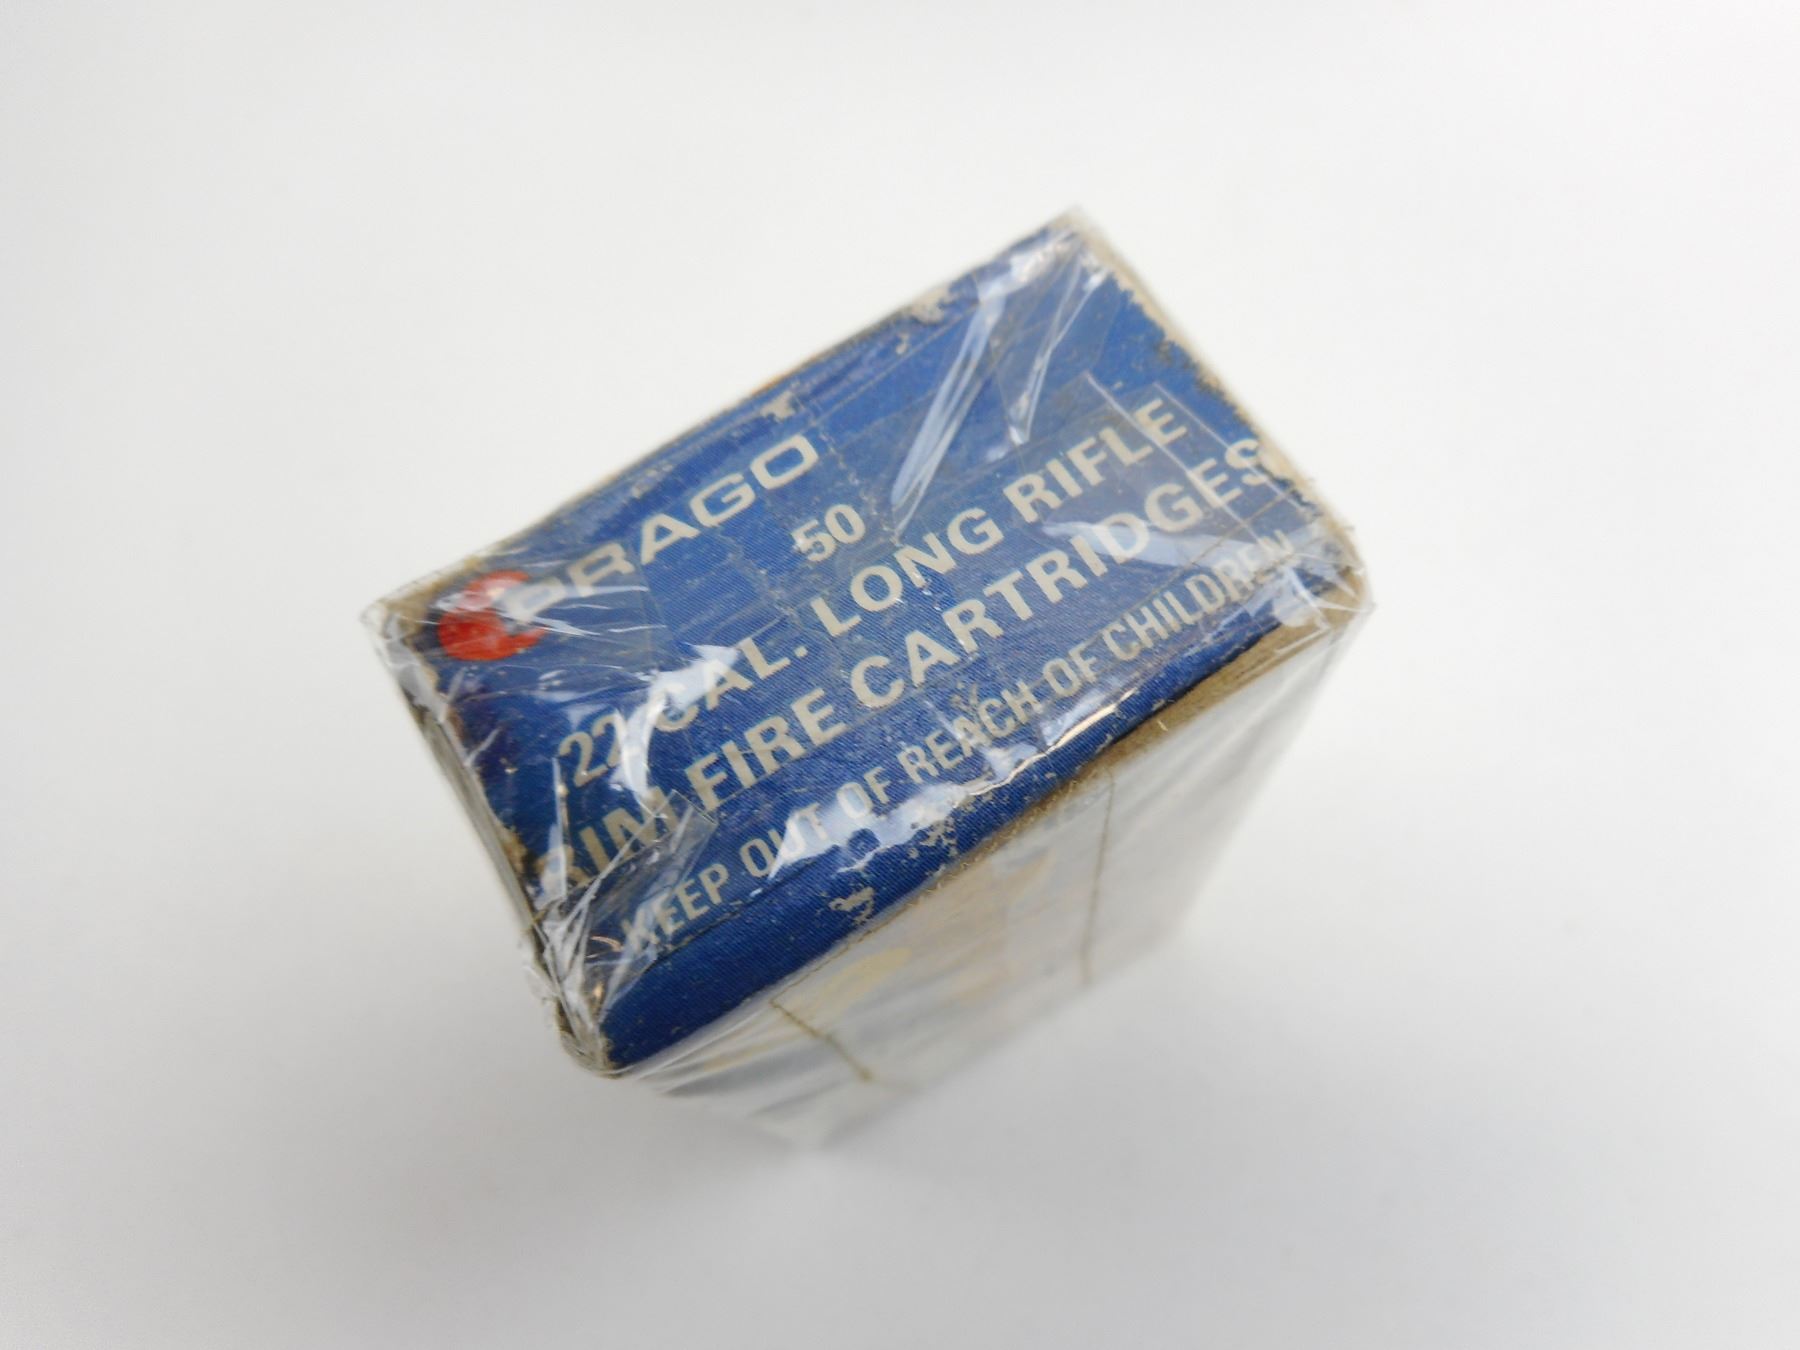 PRAGO
50
22 CAL. LONG RIFLE
RIM FIRE CARTRIDGES
KEEP OUT OF REACH OF CHILDREN